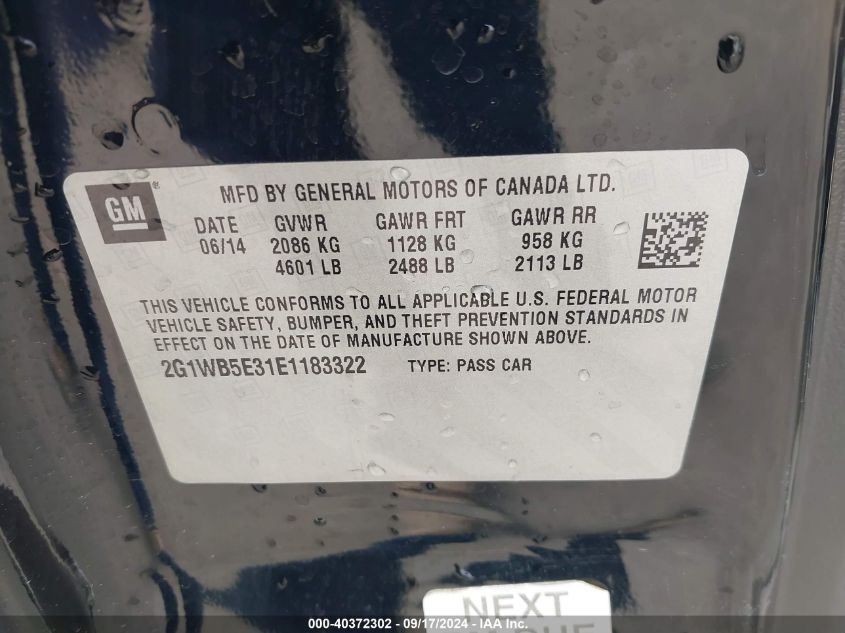 GM ® MFD BY GENERAL MOTORS OF CANADA LTD.
DATE GVWR GAWR FRT GAWR RR
06/14 2086 KG 1128 KG 958 KG
4601 LB 2488 LB 2113 LB
THIS VEHICLE CONFORMS TO ALL APPLICABLE U.S. FEDERAL MOTOR
VEHICLE SAFETY, BUMPER, AND THEFT PREVENTION STANDARDS IN
EFFECT ON THE DATE OF MANUFACTURE SHOWN ABOVE.
2G1WB5E31E1183322 TYPE: PASS CAR
NEXT
000-40372302 - 09/17/2024 - IAA Inc.